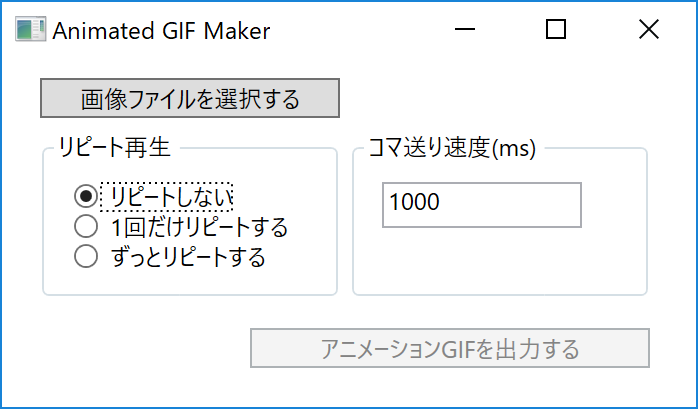 Animated GIF Maker
画像ファイルを選択する
リピート再生
リピートしない
1回だけリピートする
ずっとリピートする
コマ送り速度(ms)
1000
アニメーションGIFを出力する